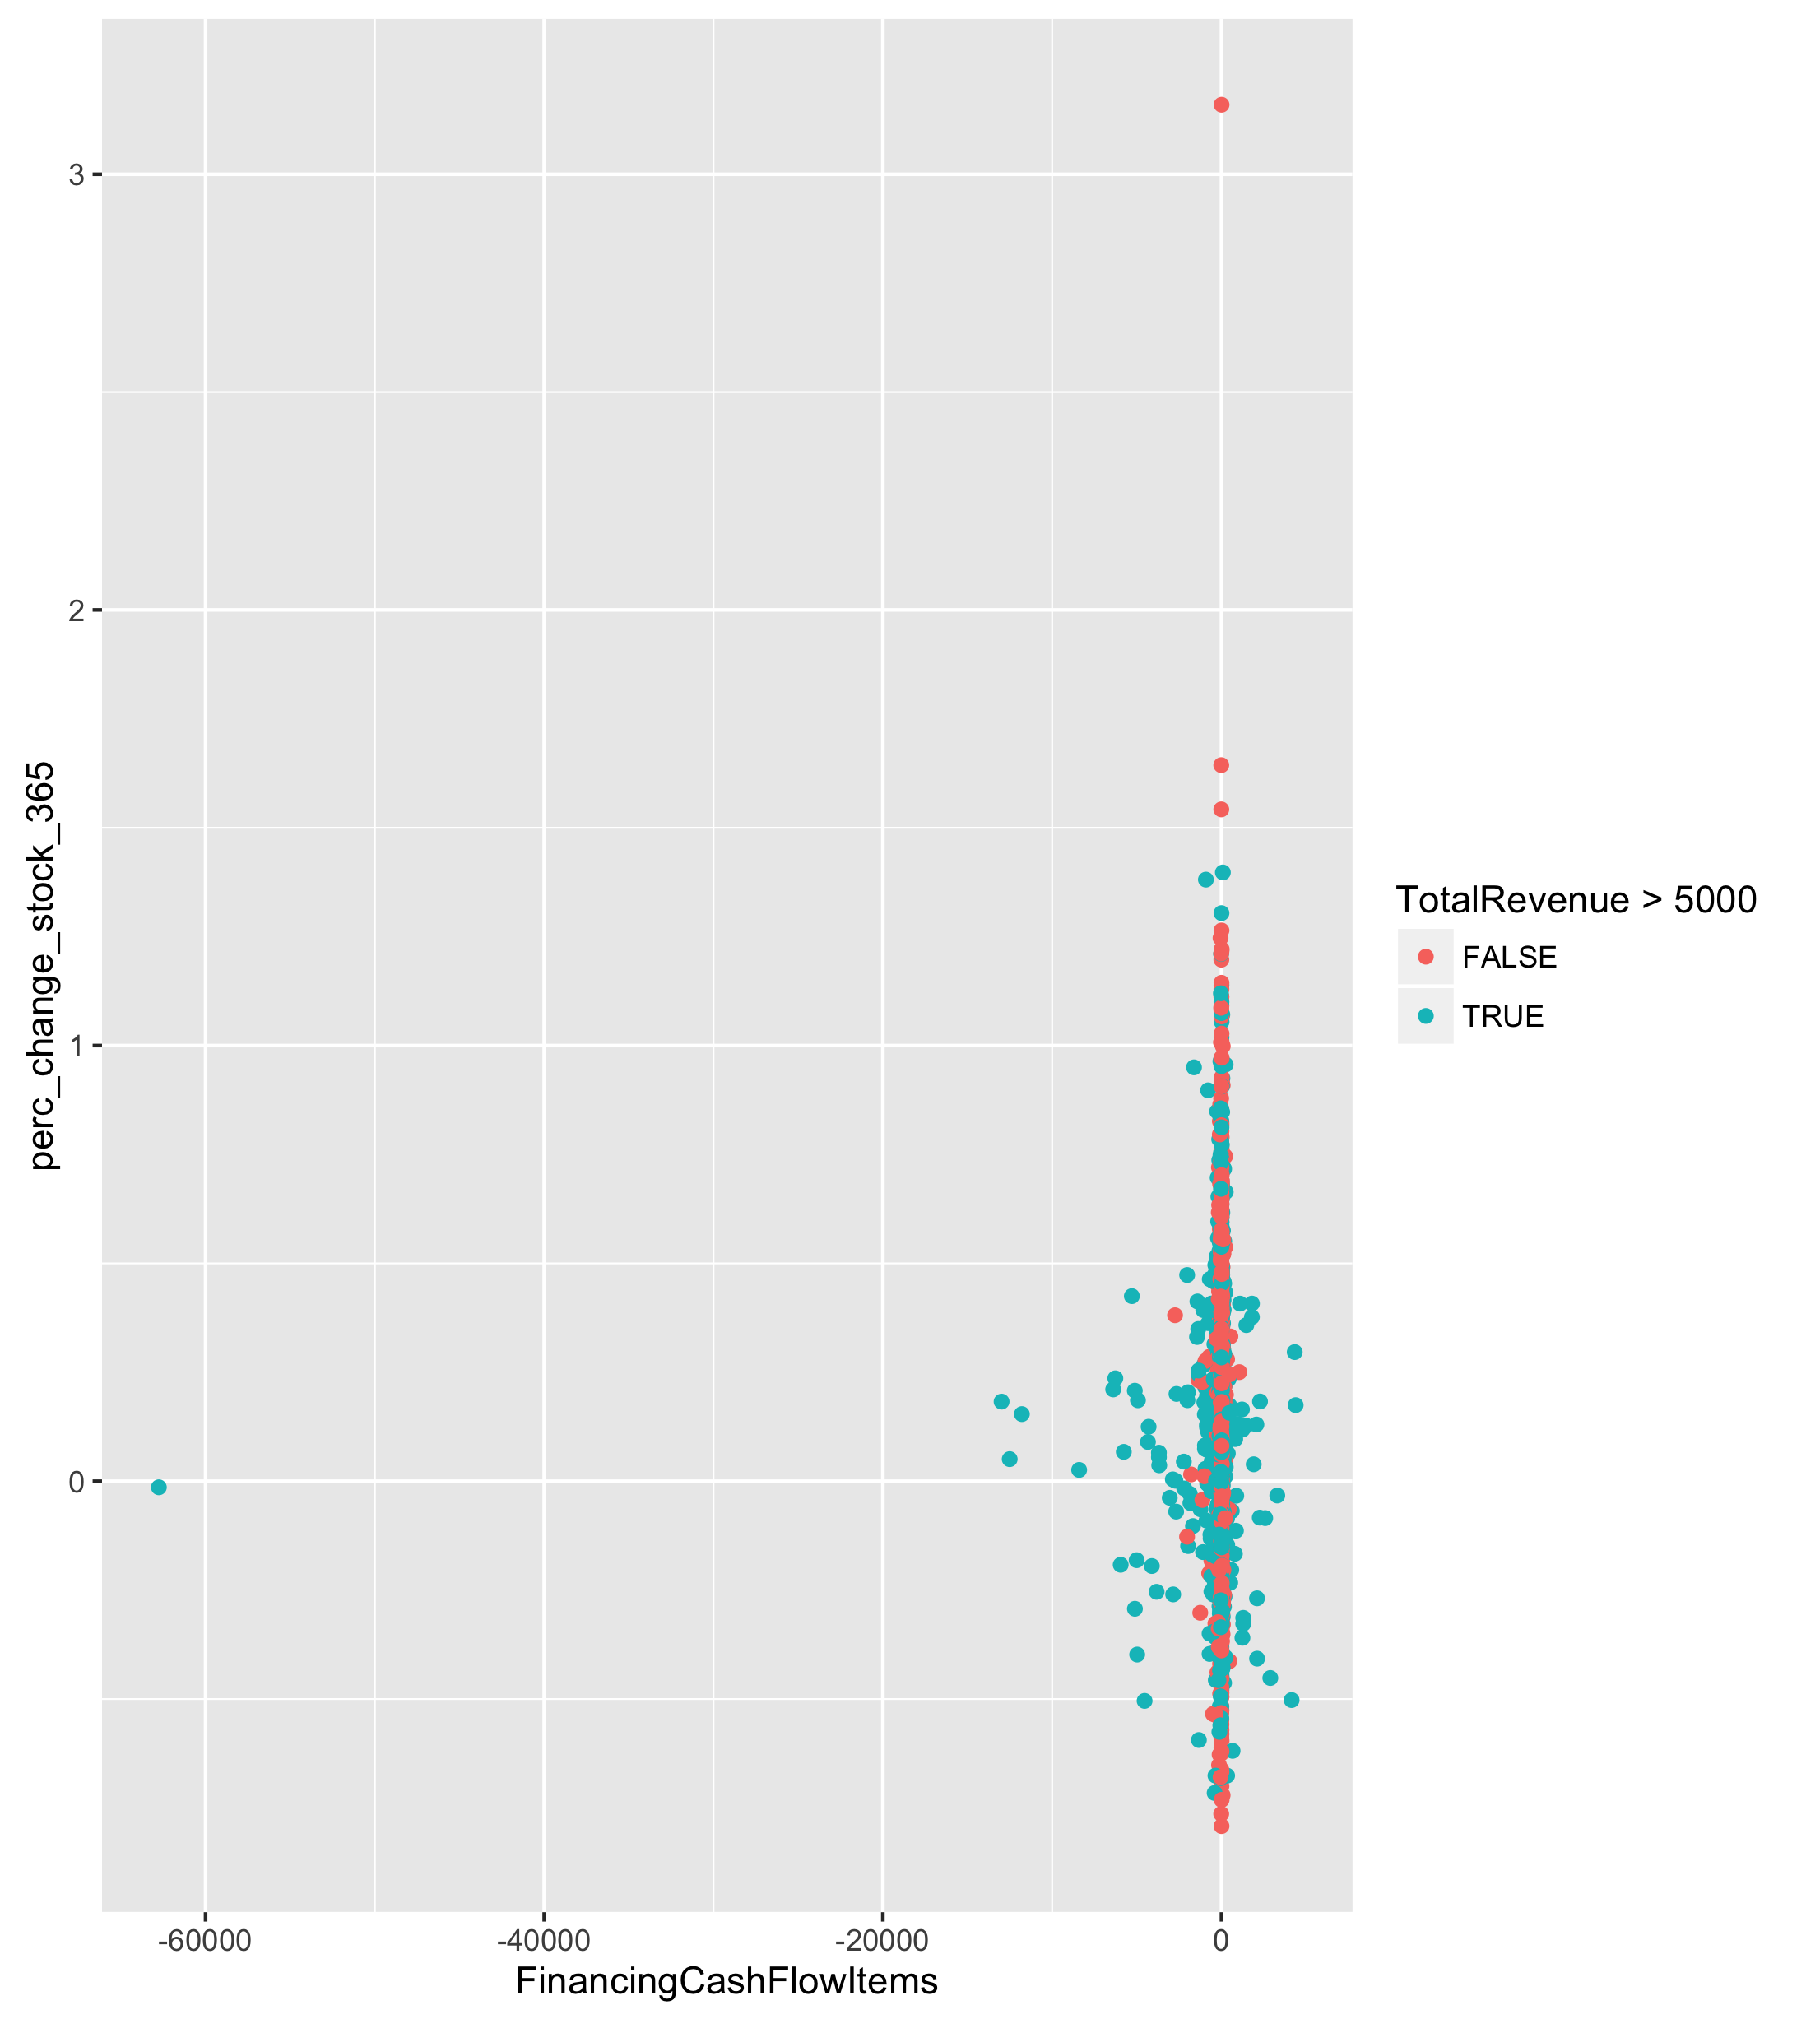 perc_change_stock_365
3
2
1
0
-60000
-40000
-20000
0
FinancingCashFlowItems
TotalRevenue > 5000
FALSE
TRUE